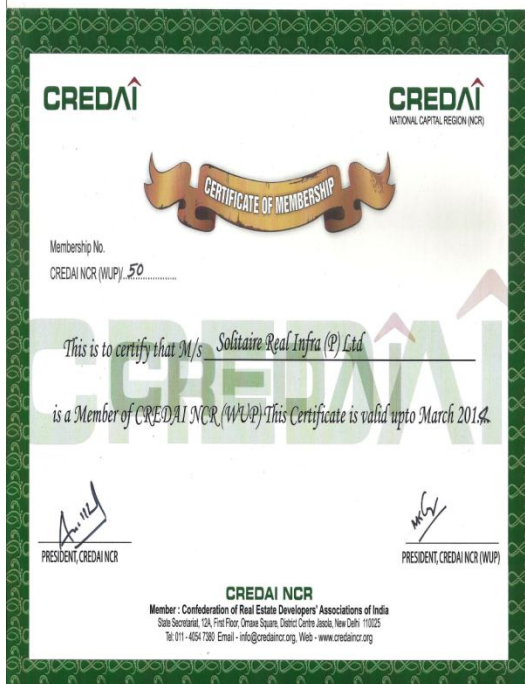 CREDAI
CREDAI
NATIONAL CAPITAL REGION (NCR)
CERTIFICATE OF MEMBERSHIP
Membership No.
CREDAI NCR (WUP)/..50
CREDAI
This is to certify that M/s Solitaire Real Infra (P) Ltd
is a Member of CREDAI NCR (WUP) This Certificate is valid upto March 2014.
PRESIDENT, CREDAI NCR
PRESIDENT, CREDAI NCR (WUP)
CREDAI NCR
Member : Confederation of Real Estate Developers' Associations of India
State Secretariat, 12A, First Floor, Omaxe Square, District Centre Jasola, New Delhi 110025
Tel: 011 - 4054 7380 Email - info@credaincr.org, Web - www.credaincr.org